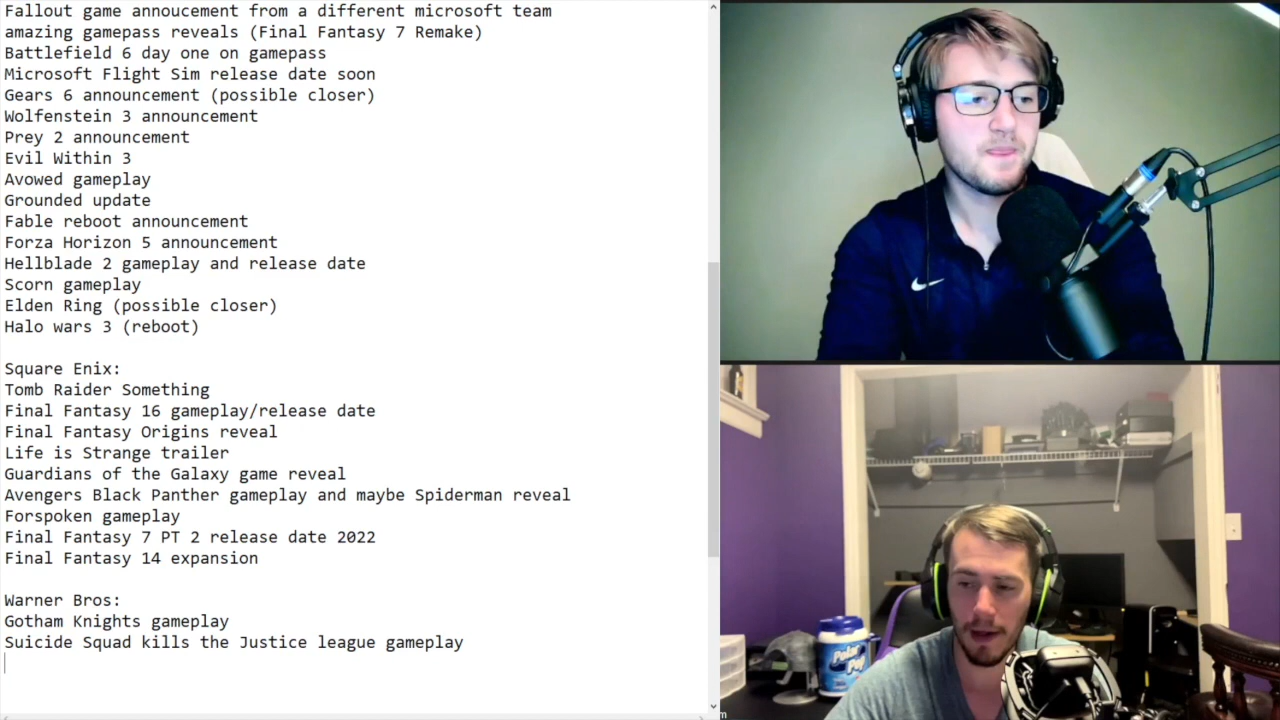 Fallout game annoucement from a different microsoft team
amazing gamepass reveals (Final Fantasy 7 Remake)
Battlefield 6 day one on gamepass
Microsoft Flight Sim release date soon
Gears 6 announcement (possible closer)
Wolfenstein 3 announcement
Prey 2 announcement
Evil Within 3
Avowed gameplay
Grounded update
Fable reboot announcement
Forza Horizon 5 announcement
Hellblade 2 gameplay and release date
Scorn gameplay
Elden Ring (possible closer)
Halo wars 3 (reboot)
Square Enix:
Tomb Raider Something
Final Fantasy 16 gameplay/release date
Final Fantasy Origins reveal
Life is Strange trailer
Guardians of the Galaxy game reveal
Avengers Black Panther gameplay and maybe Spiderman reveal
Forspoken gameplay
Final Fantasy 7 PT 2 release date 2022
Final Fantasy 14 expansion
Warner Bros:
Gotham Knights gameplay
Suicide Squad kills the Justice league gameplay
Polar
Pop
m